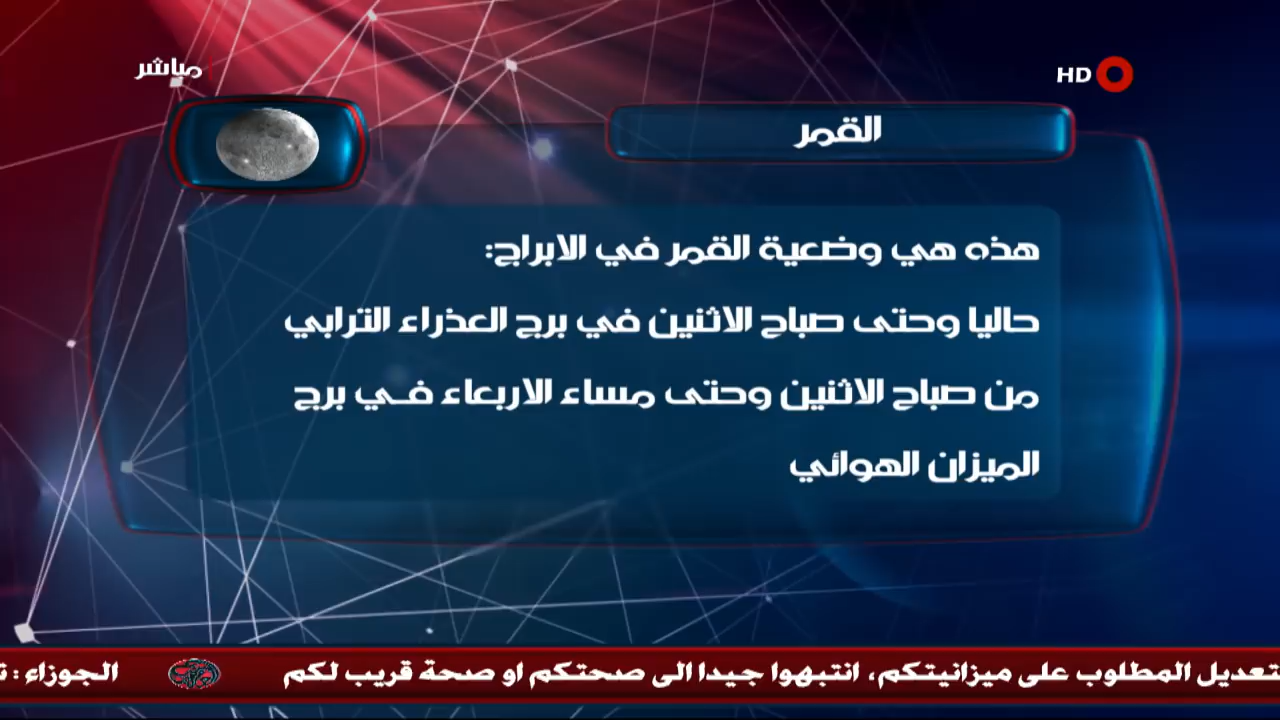 مباشر
HD
القمر
هذه هي وضعية القمر في الابراج:
حاليا وحتى صباح الاثنين في برج العذراء الترابي
من صباح الاثنين وحتى مساء الاربعاء في برج
الميزان الهوائي
لتعديل المطلوب على ميزانيتكم، انتبهوا جيدا الى صحتكم او صحة قريب لكم
الجوزاء :